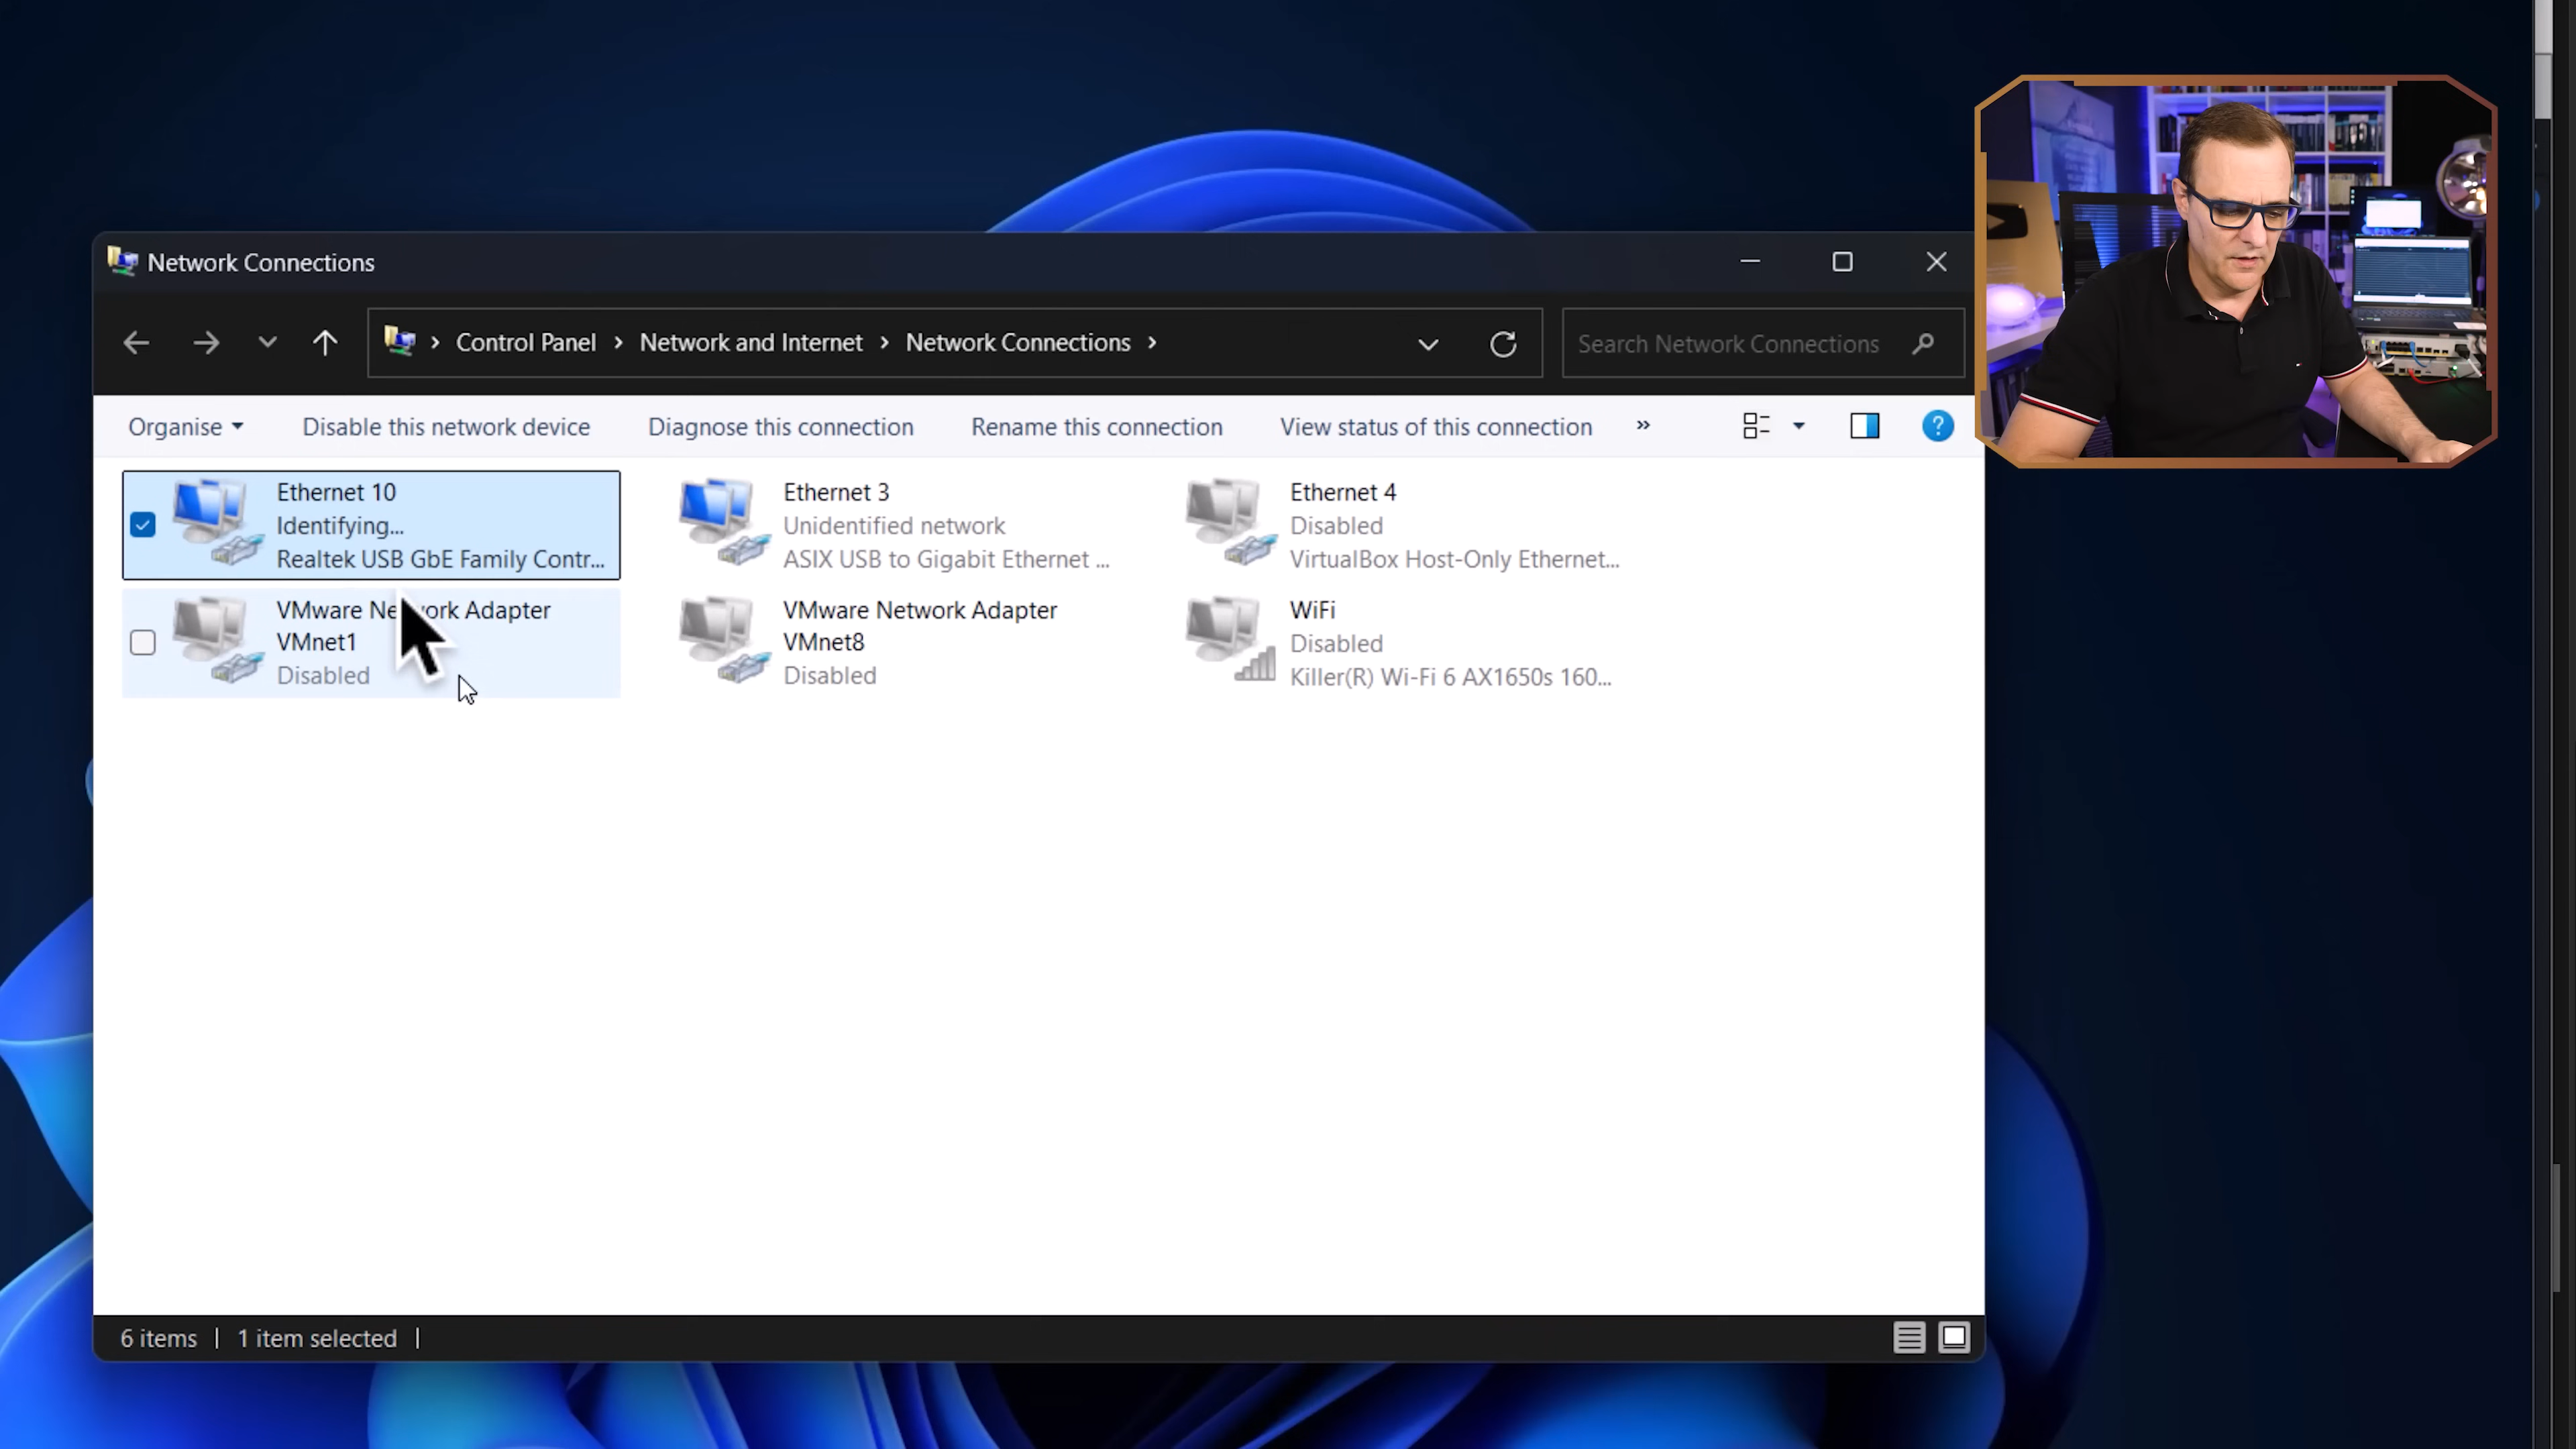 Network Connections
Control Panel › Network and Internet › Network Connections ›
Search Network Connections
Organise
Disable this network device
Diagnose this connection
Rename this connection
View status of this connection
»
Ethernet 10
Identifying...
Realtek USB GbE Family Contr...
Ethernet 3
Unidentified network
ASIX USB to Gigabit Ethernet ...
Ethernet 4
Disabled
VirtualBox Host-Only Ethernet...
VMware Network Adapter
VMnet1
Disabled
VMware Network Adapter
VMnet8
Disabled
WiFi
Disabled
Killer(R) Wi-Fi 6 AX1650s 160...
6 items | 1 item selected |